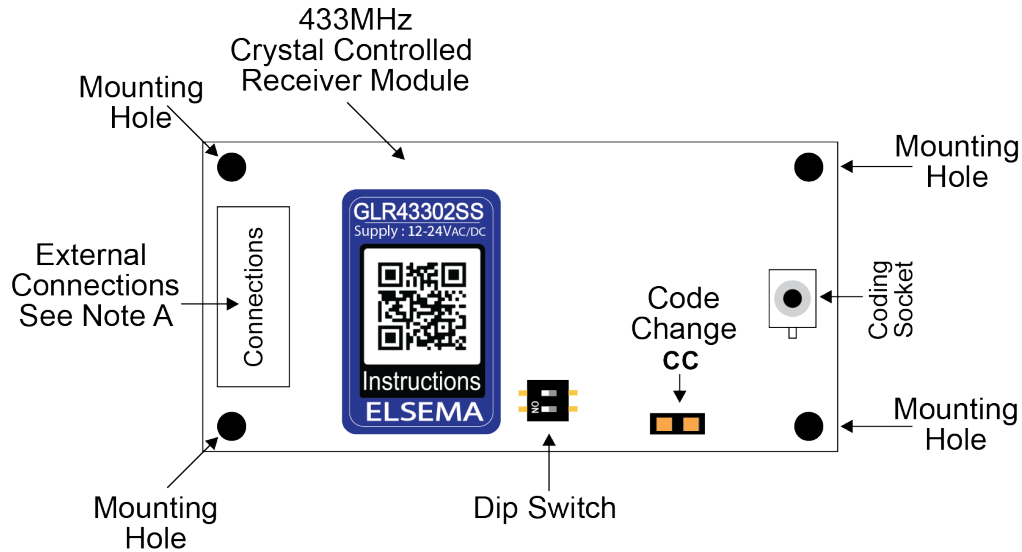 433MHz
Crystal Controlled
Receiver Module
Mounting
Hole
Mounting
Hole
GLR43302SS
Supply : 12-24VAC/DC
External
Connections
See Note A
Connections
Coding
Socket
Code
Change
CC
Instructions
ELSEMA
NO
Mounting
Hole
Mounting
Hole
Dip Switch